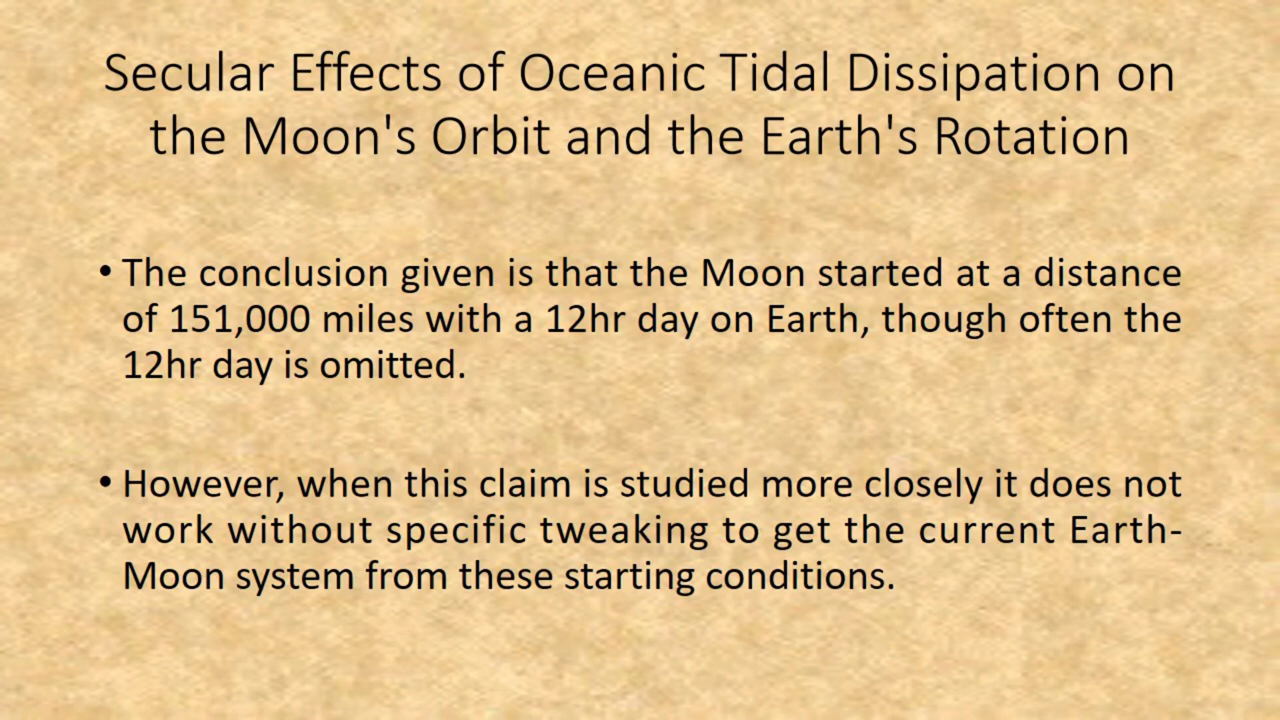 Secular Effects of Oceanic Tidal Dissipation on
the Moon's Orbit and the Earth's Rotation
• The conclusion given is that the Moon started at a distance
of 151,000 miles with a 12hr day on Earth, though often the
12hr day is omitted.
• However, when this claim is studied more closely it does not
work without specific tweaking to get the current Earth-
Moon system from these starting conditions.